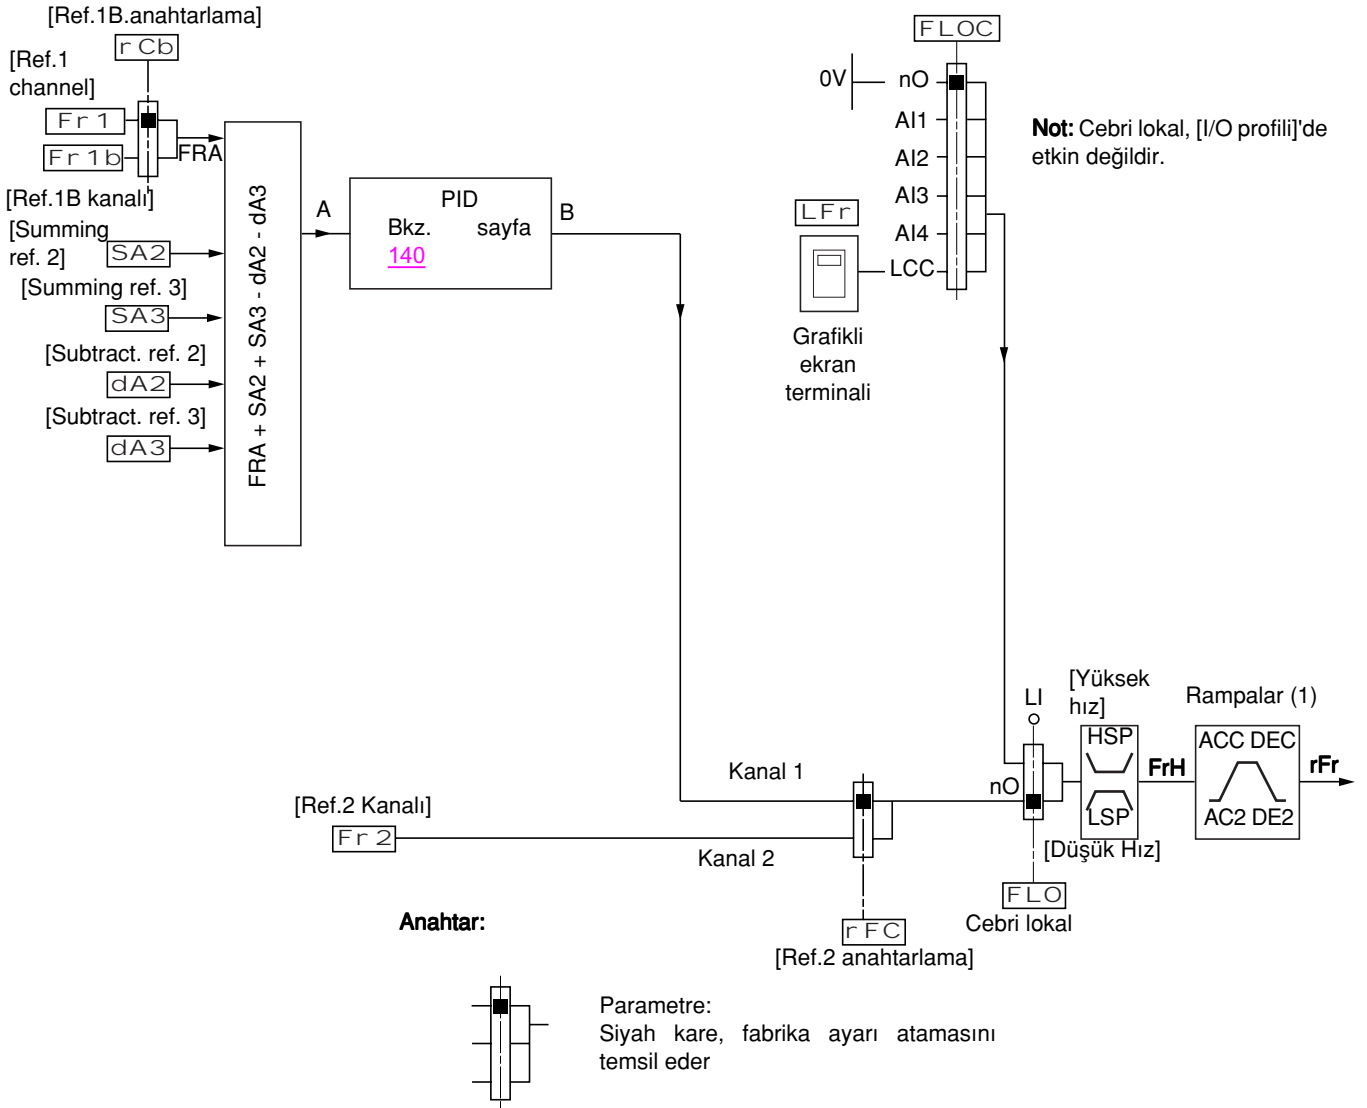 [Ref.1B.anahtarlama]
rCb
[Ref.1
channel]
Fr1
Fr1b
FRA
[Ref.1B kanalı]
[Summing
ref. 2]
SA2
[Summing ref. 3]
SA3
[Subtract. ref. 2]
dA2
[Subtract. ref. 3]
dA3
FRA + SA2 + SA3 - dA2 - dA3
A
PID
Bkz. sayfa
140
B
FLOC
0V
nO
AI1
AI2
AI3
AI4
LCC
LFr
Grafikli
ekran
terminali
Not: Cebri lokal, [I/O profili]'de
etkin değildir.
Kanal 1
[Ref.2 Kanalı]
Fr2
Kanal 2
rFC
[Ref.2 anahtarlama]
LI
nO
FLO
Cebri lokal
[Yüksek
hız]
HSP
LSP
[Düşük Hız]
FrH
Rampalar (1)
ACC DEC
AC2 DE2
rFr
Anahtar:
Parametre:
Siyah kare, fabrika ayarı atamasını
temsil eder